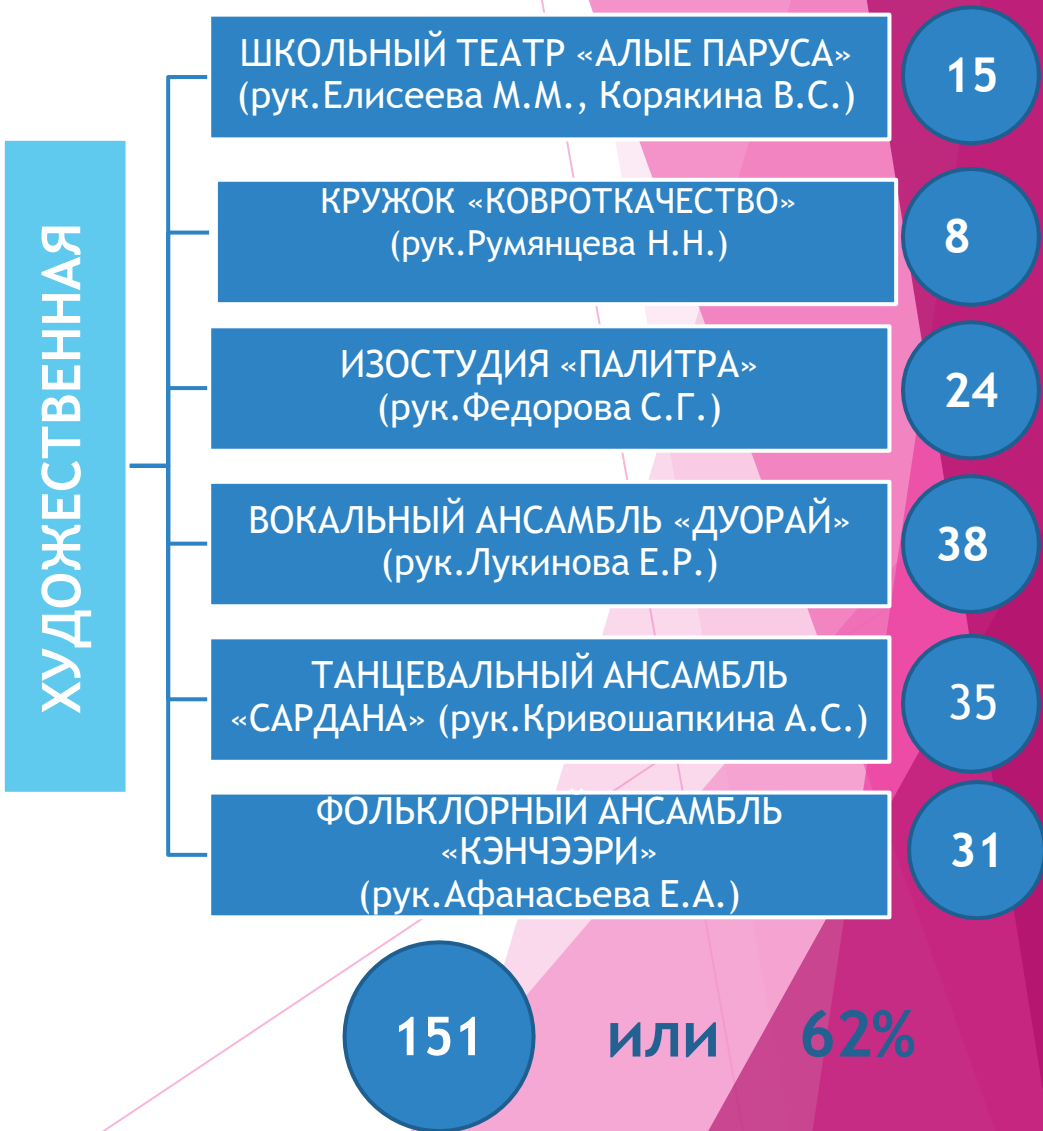 ХУДОЖЕСТВЕННАЯ
ШКОЛЬНЫЙ ТЕАТР «АЛЫЕ ПАРУСА»
(рук.Елисеева М.М., Корякина В.С.)
15
КРУЖОК «КОВРОТКАЧЕСТВО»
(рук.Румянцева Н.Н.)
8
ИЗОСТУДИЯ «ПАЛИТРА»
(рук.Федорова С.Г.)
24
ВОКАЛЬНЫЙ АНСАМБЛЬ «ДУОРАЙ»
(рук.Лукинова Е.Р.)
38
ТАНЦЕВАЛЬНЫЙ АНСАМБЛЬ
«САРДАНА» (рук.Кривошапкина А.С.)
35
ФОЛЬКЛОРНЫЙ АНСАМБЛЬ
«КЭНЧЭЭРИ»
(рук.Афанасьева Е.А.)
31
151 или 62%